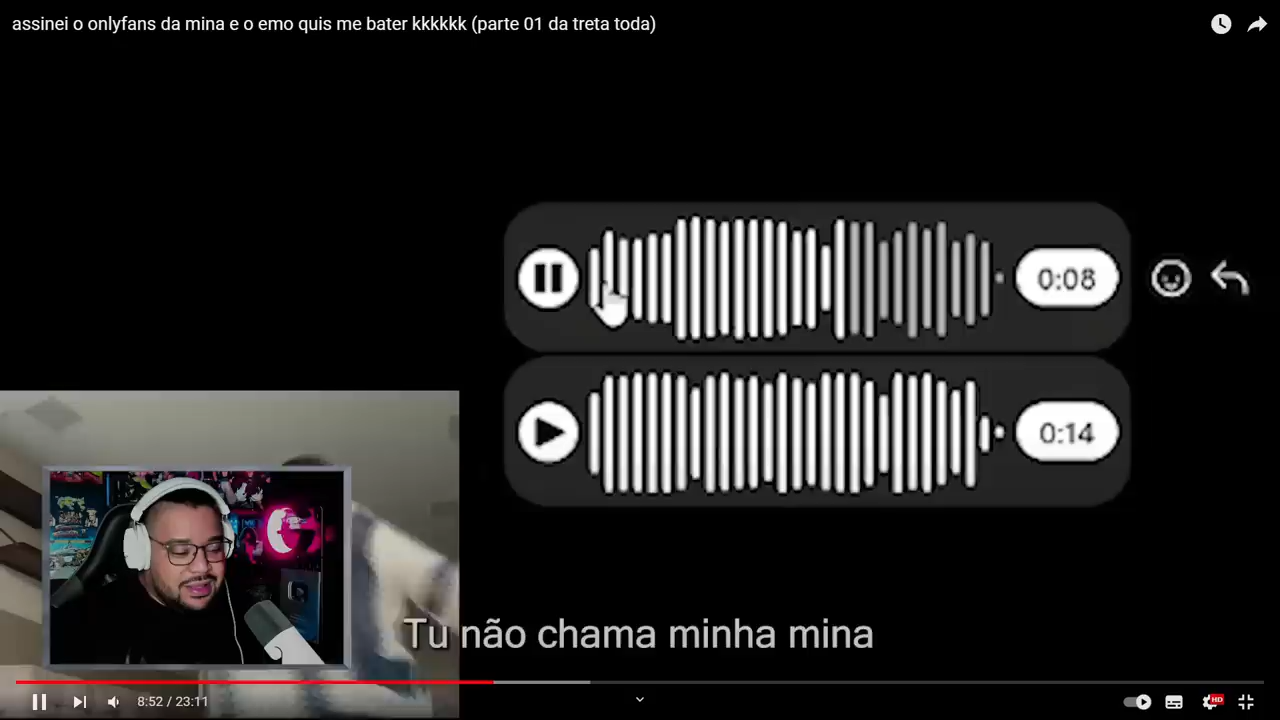 assinei o onlyfans da mina e o emo quis me bater kkkkkk (parte 01 da treta toda)
0:08
0:14
Tu não chama minha mina
8:52 / 23:11
HD